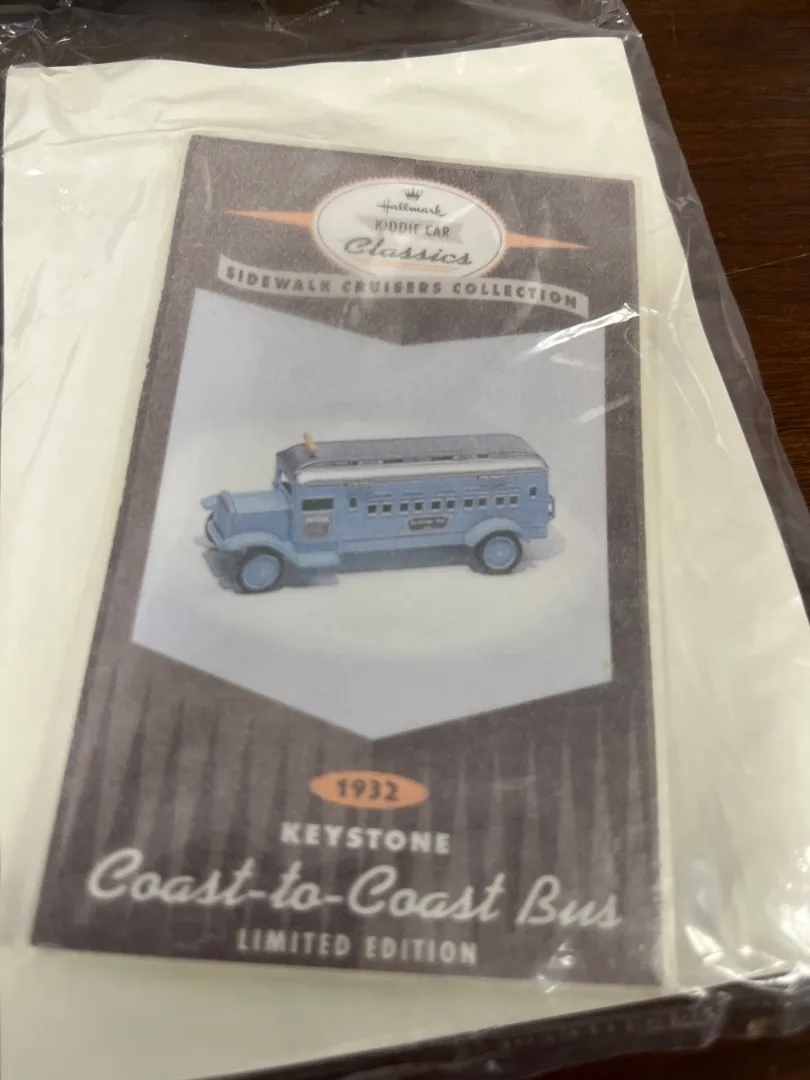 Hallmark
KIDDIE CAR
Classics
SIDEWALK CRUISERS COLLECTION
1932
KEYSTONE
Coast-to-Coast Bus
LIMITED EDITION